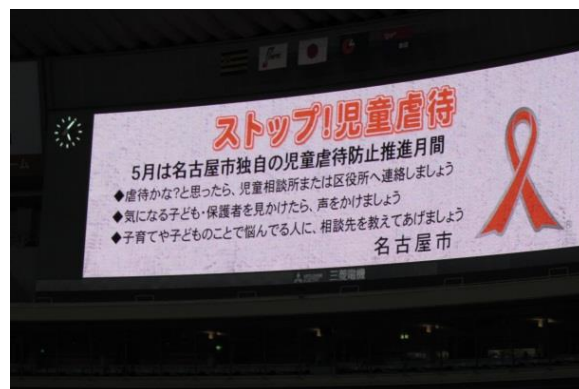 ストップ!児童虐待
5月は名古屋市独自の児童虐待防止推進月間
◆虐待かな?と思ったら、児童相談所または区役所へ連絡しましょう
◆気になる子ども・保護者を見かけたら、声をかけましょう
◆子育てや子どものことで悩んでる人に、相談先を教えてあげましょう
名古屋市
三菱電機